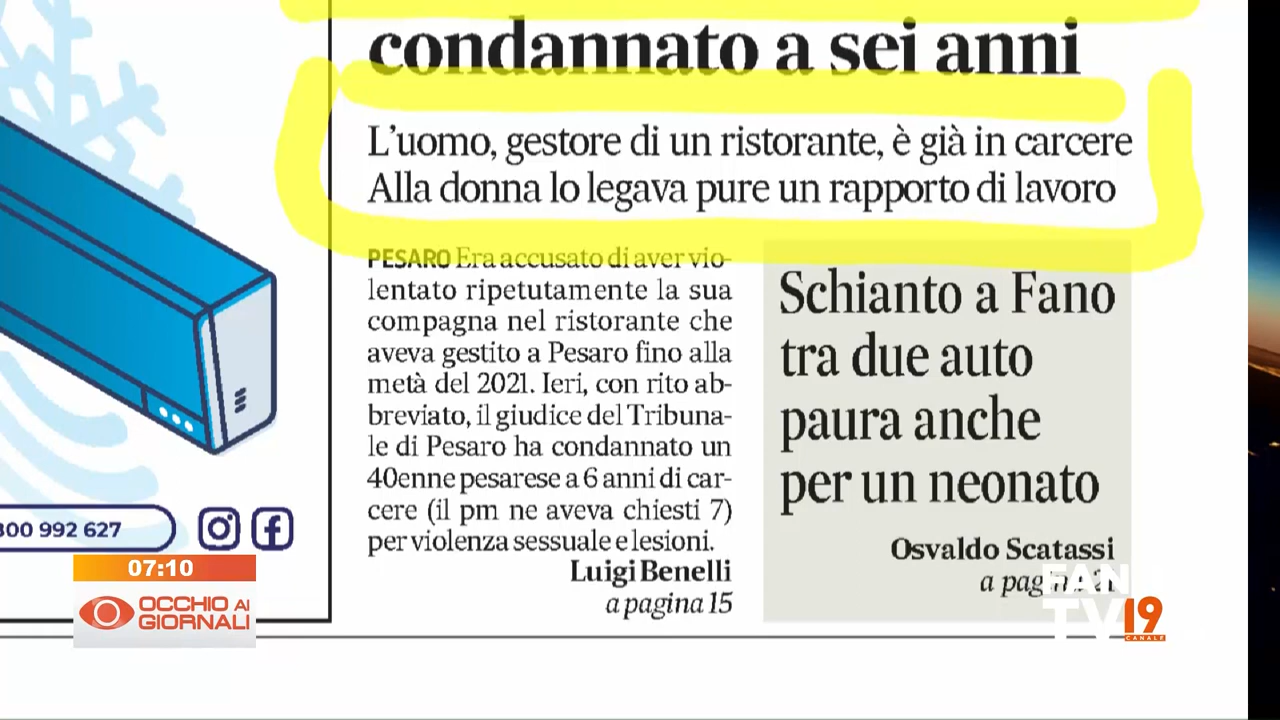 condannato a sei anni
L'uomo, gestore di un ristorante, è già in carcere
Alla donna lo legava pure un rapporto di lavoro
PESARO Era accusato di aver vio-
lentato ripetutamente la sua
compagna nel ristorante che
aveva gestito a Pesaro fino alla
metà del 2021. Ieri, con rito ab-
breviato, il giudice del Tribuna-
le di Pesaro ha condannato un
40enne pesarese a 6 anni di car-
cere (il pm ne aveva chiesti 7)
per violenza sessuale e lesioni.
Luigi Benelli
a pagina 15
Schianto a Fano
tra due auto
paura anche
per un neonato
Osvaldo Scatassi
a pagina 21
800 992 627
07:10
OCCHIO AI
GIORNALI
FANO
TV 19
CANALE